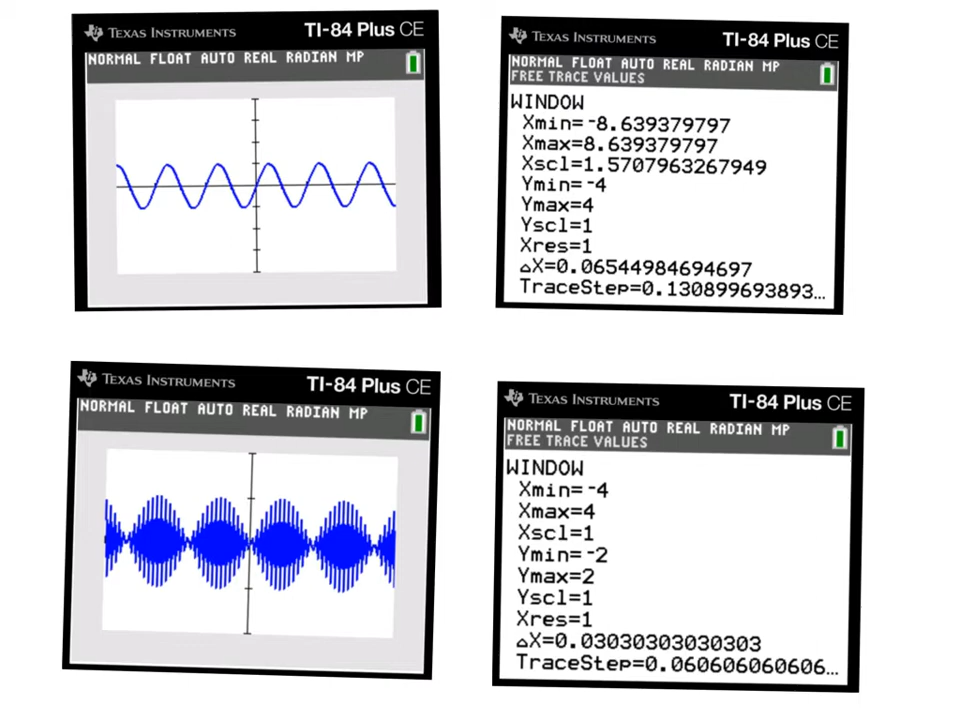 TEXAS INSTRUMENTS TI-84 Plus CE
NORMAL FLOAT AUTO REAL RADIAN MP
TEXAS INSTRUMENTS TI-84 Plus CE
NORMAL FLOAT AUTO REAL RADIAN MP
FREE TRACE VALUES
WINDOW
Xmin=-8.639379797
Xmax=8.639379797
Xscl=1.5707963267949
Ymin=-4
Ymax=4
Yscl=1
Xres=1
△X=0.06544984694697
TraceStep=0.130899693893…
TEXAS INSTRUMENTS TI-84 Plus CE
NORMAL FLOAT AUTO REAL RADIAN MP
TEXAS INSTRUMENTS TI-84 Plus CE
NORMAL FLOAT AUTO REAL RADIAN MP
FREE TRACE VALUES
WINDOW
Xmin=-4
Xmax=4
Xscl=1
Ymin=-2
Ymax=2
Yscl=1
Xres=1
△X=0.03030303030303
TraceStep=0.060606060606…